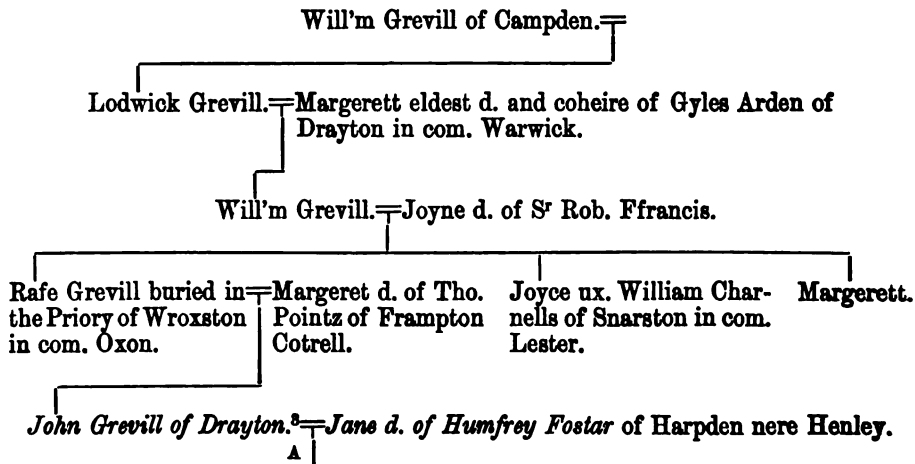 Will'm Grevill of Campden.
Lodwick Grevill. Margerett eldest d. and coheire of Gyles Arden of
Drayton in com. Warwick.
Will'm Grevill. Joyne d. of Sʳ Rob. Ffrancis.
Rafe Grevill buried in
the Priory of Wroxston
in com. Oxon.
Margeret d. of Tho.
Pointz of Frampton
Cotrell.
Joyce ux. William Char-
nells of Snarston in com.
Lester.
Margerett.
John Grevill of Drayton.³ Jane d. of Humfrey Fostar of Harpden nere Henley.
A